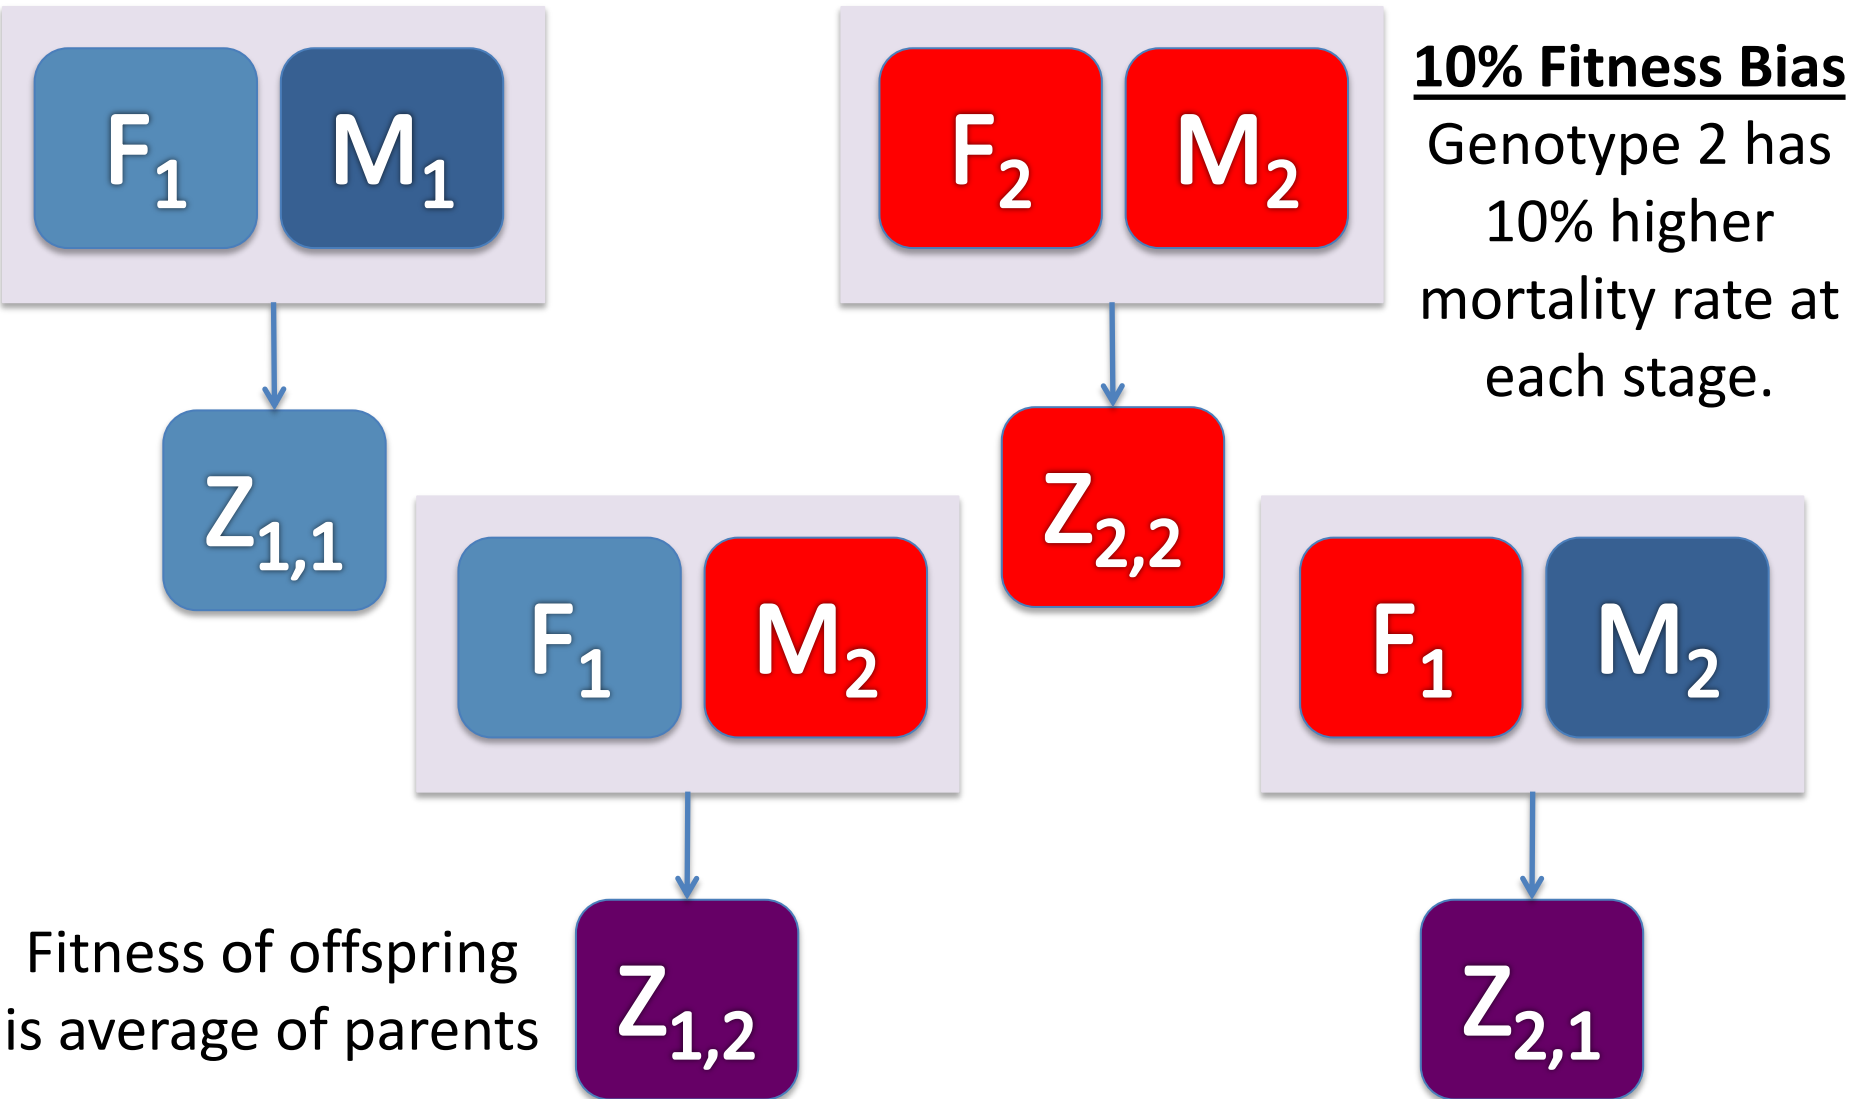 F1 M1
F2 M2
10% Fitness Bias
Genotype 2 has
10% higher
mortality rate at
each stage.
Z1,1
Z2,2
F1 M2
F1 M2
Fitness of offspring
is average of parents
Z1,2
Z2,1